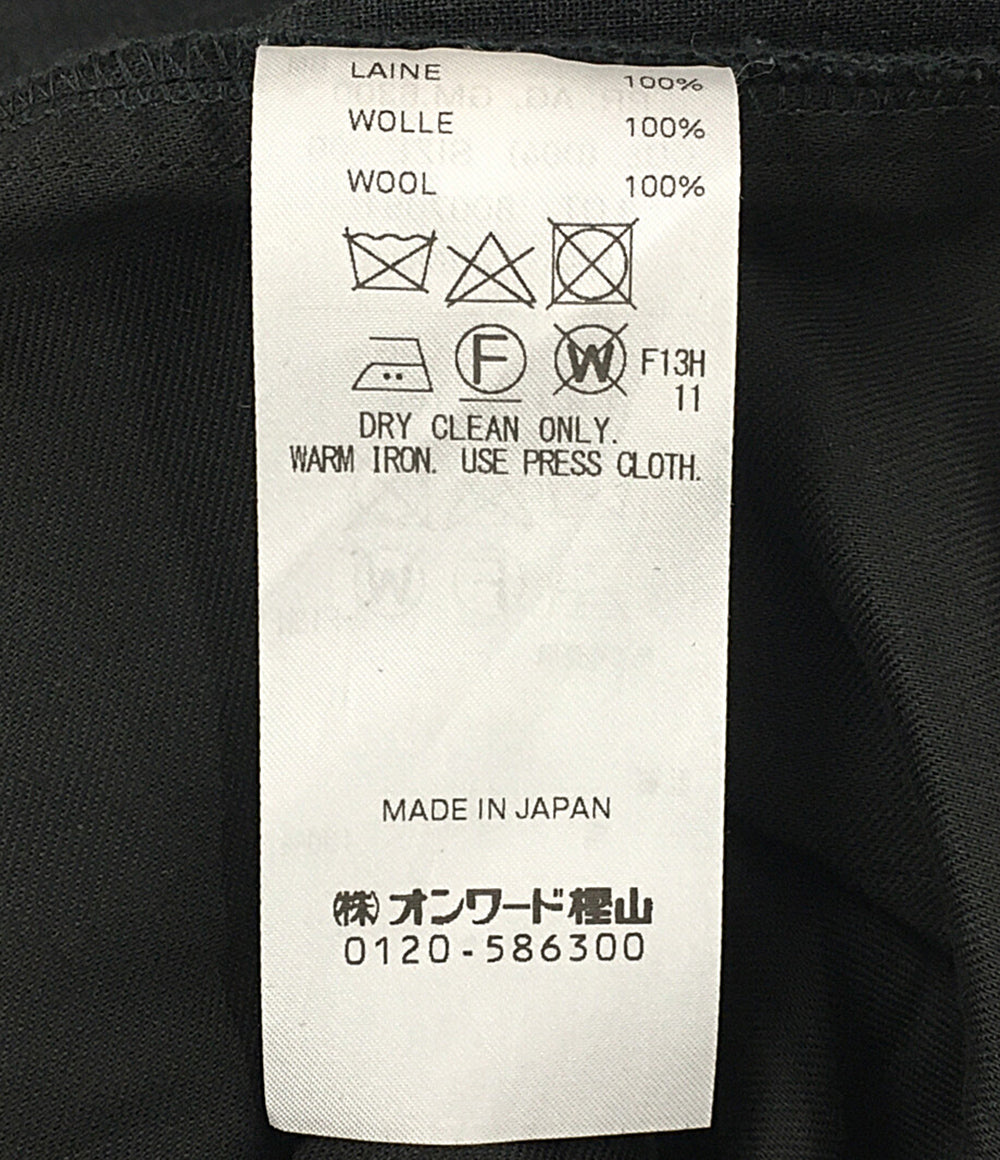 LAINE 100%
WOLLE 100%
WOOL 100%
F W F13H
11
DRY CLEAN ONLY.
WARM IRON. USE PRESS CLOTH.
MADE IN JAPAN
㈱オンワード樫山
0120-586300